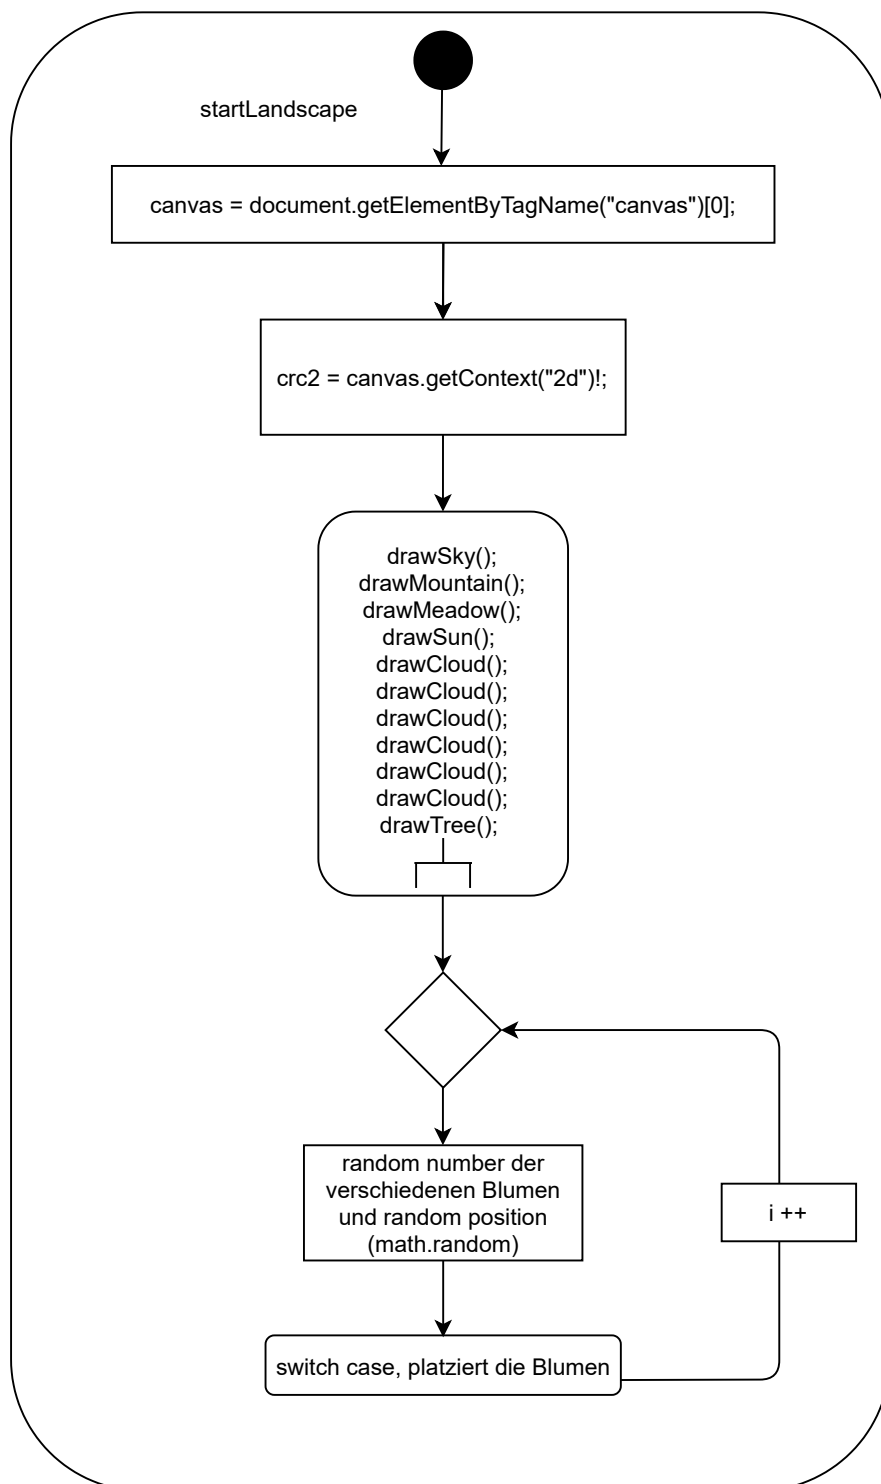 startLandscape
canvas = document.getElementByTagName("canvas")[0];
crc2 = canvas.getContext("2d")!;
drawSky();
drawMountain();
drawMeadow();
drawSun();
drawCloud();
drawCloud();
drawCloud();
drawCloud();
drawCloud();
drawCloud();
drawTree();
random number der
verschiedenen Blumen
und random position
(math.random)
i ++
switch case, platziert die Blumen